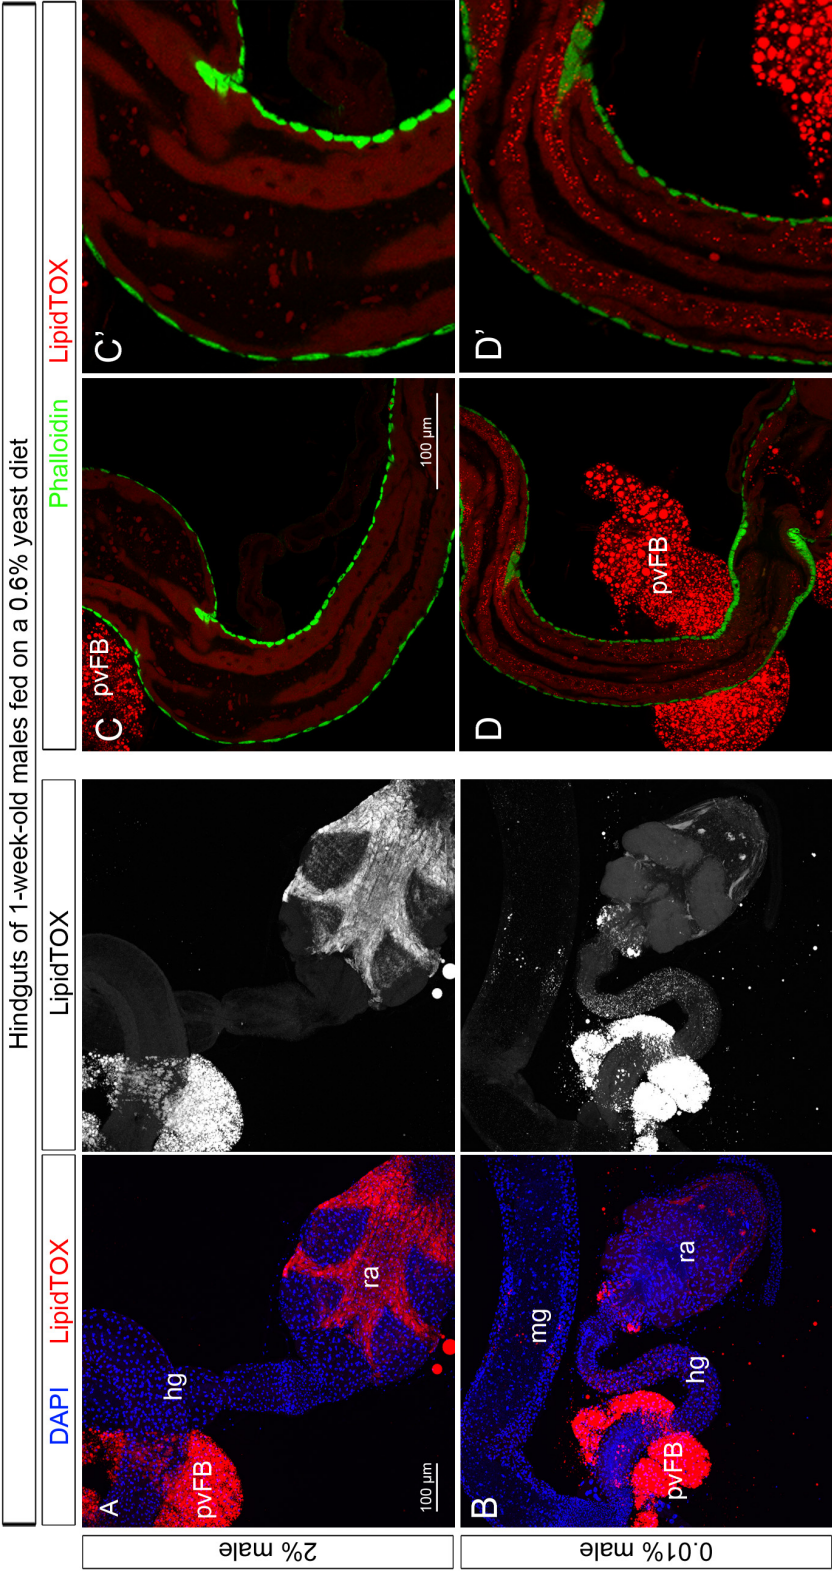 Hindguts of 1-week-old males fed on a 0.6% yeast diet
DAPI LipidTOX
LipidTOX
Phalloidin LipidTOX
2% male
A
pvFB
hg
ra
100 µm
C
pvFB
100 µm
C’
0.01% male
B
pvFB
mg
hg
ra
D
pvFB
D’